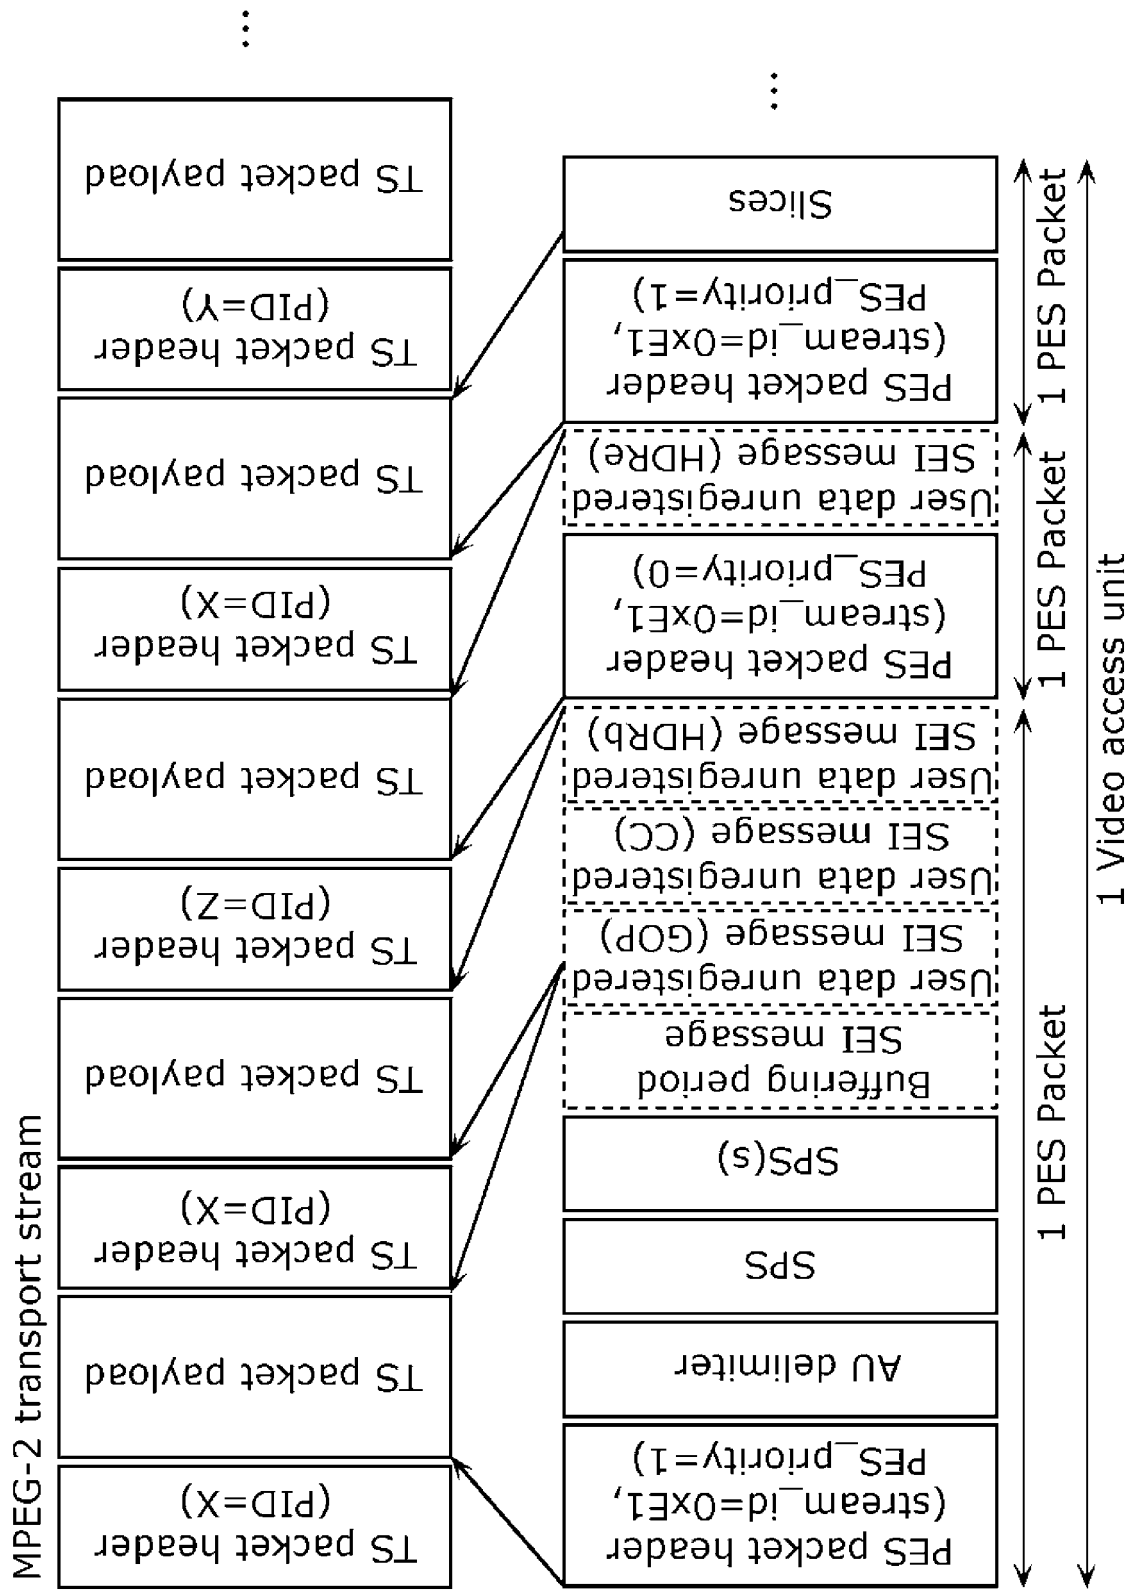 MPEG-2 transport stream
TS packet header
(PID=X)
TS packet payload
TS packet header
(PID=X)
TS packet payload
TS packet header
(PID=Z)
TS packet payload
TS packet header
(PID=X)
TS packet payload
TS packet header
(PID=Y)
TS packet payload
...
PES packet header
(stream_id=0xE1,
PES_priority=1)
AU delimiter
SPS
SPS(s)
Buffering period
SEI message
User data unregistered
SEI message (GOP)
User data unregistered
SEI message (CC)
User data unregistered
SEI message (HDRb)
PES packet header
(stream_id=0xE1,
PES_priority=0)
User data unregistered
SEI message (HDRe)
PES packet header
(stream_id=0xE1,
PES_priority=1)
Slices
...
1 PES Packet
1 PES Packet
1 PES Packet
1 Video access unit